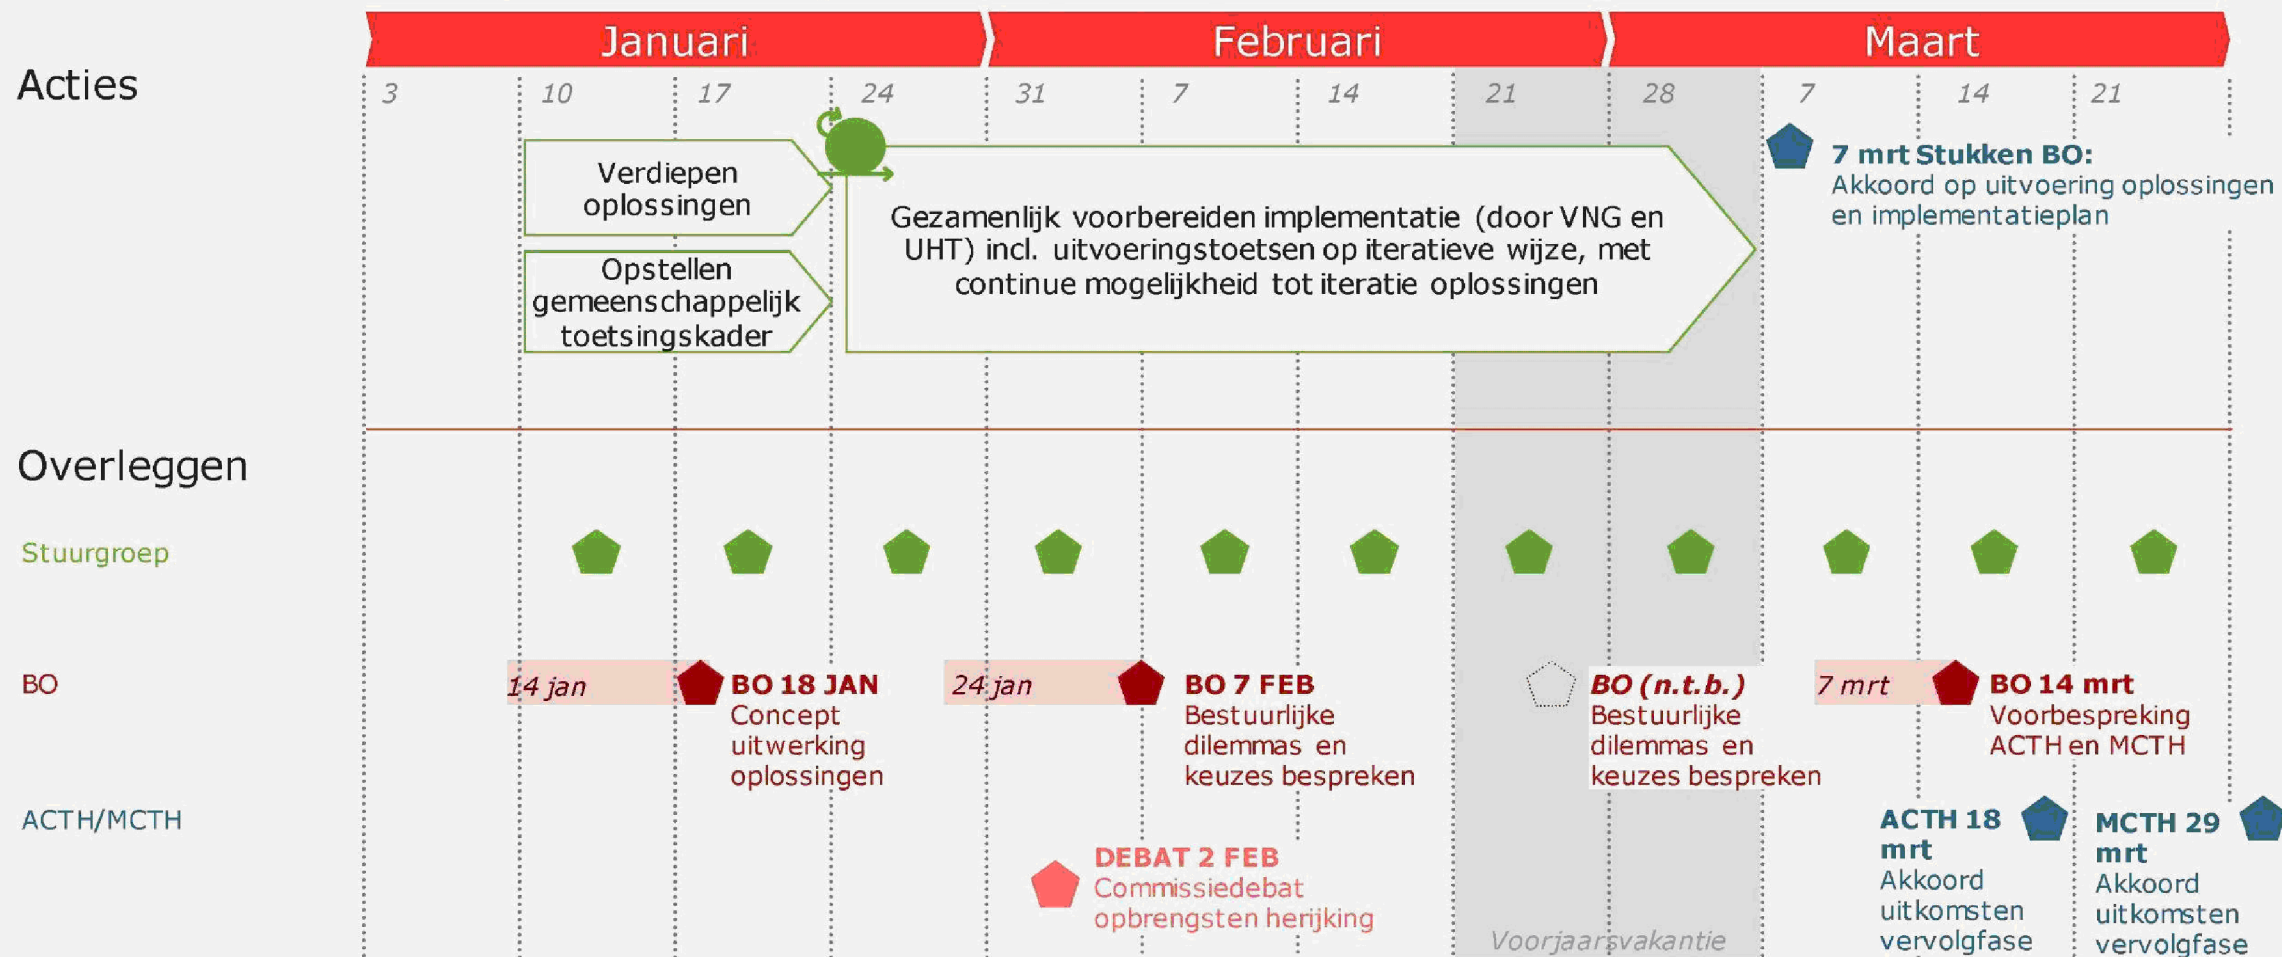 Januari
Februari
Maart
Acties
3
10
17
24
31
7
14
21
28
7
14
21
Verdiepen
oplossingen
Opstellen
gemeenschappelijk
toetsingskader
Gezamenlijk voorbereiden implementatie (door VNG en
UHT) incl. uitvoeringstoetsen op iteratieve wijze, met
continue mogelijkheid tot iteratie oplossingen
7 mrt Stukken BO:
Akkoord op uitvoering oplossingen
en implementatieplan
Overleggen
Stuurgroep
BO
14 jan
BO 18 JAN
Concept
uitwerking
oplossingen
24 jan
BO 7 FEB
Bestuurlijke
dilemmas en
keuzes bespreken
BO (n.t.b.)
Bestuurlijke
dilemmas en
keuzes bespreken
7 mrt
BO 14 mrt
Voorbespreking
ACTH en MCTH
ACTH/MCTH
DEBAT 2 FEB
Commissiedebat
opbrengsten herijking
Voorjaarsvakantie
ACTH 18
mrt
Akkoord
uitkomsten
vervolgfase
MCTH 29
mrt
Akkoord
uitkomsten
vervolgfase